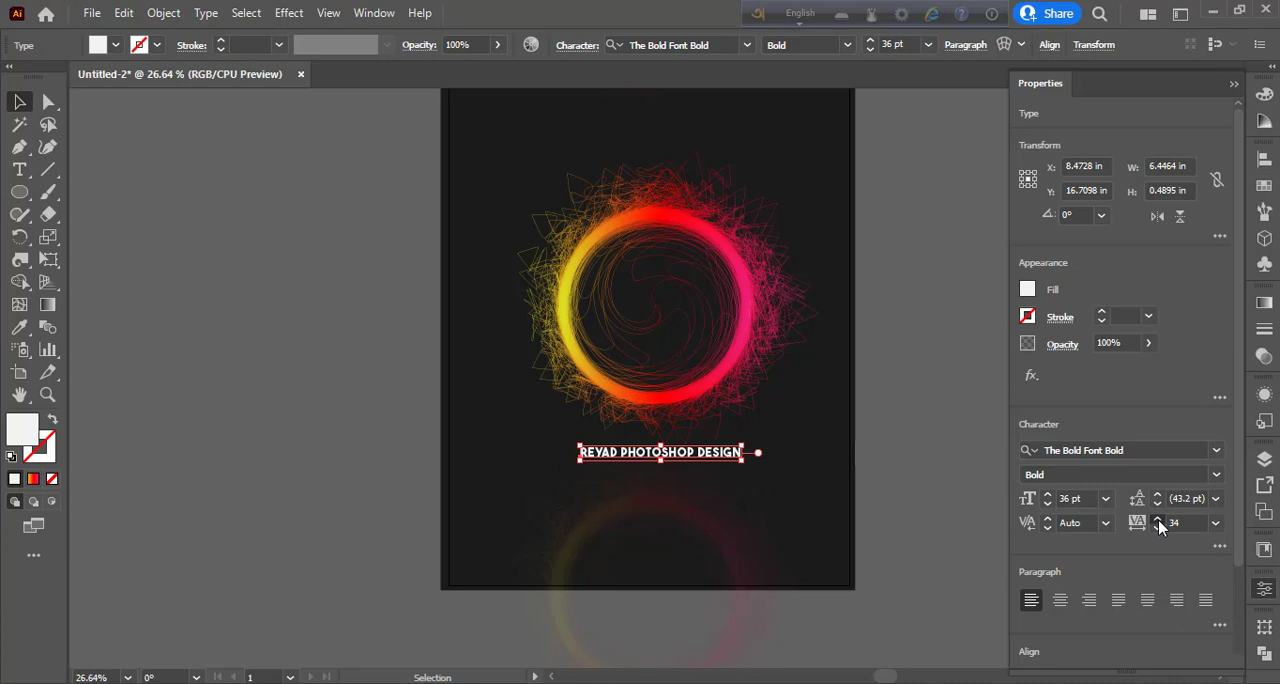 Ai File Edit Object Type Select Effect View Window Help English Share
Type Stroke: Opacity: 100% Character: The Bold Font Bold Bold 36 pt Paragraph Align Transform
Untitled-2* @ 26.64 % (RGB/CPU Preview)
Properties
Type
Transform
X: 8.4728 in W: 6.4464 in
Y: 16.7098 in H: 0.4895 in
0°
Appearance
Fill
Stroke
Opacity 100%
fx.
Character
The Bold Font Bold
Bold
36 pt (43.2 pt)
Auto 34
Paragraph
Align
REYAD PHOTOSHOP DESIGN
26.64% 0° 1 Selection